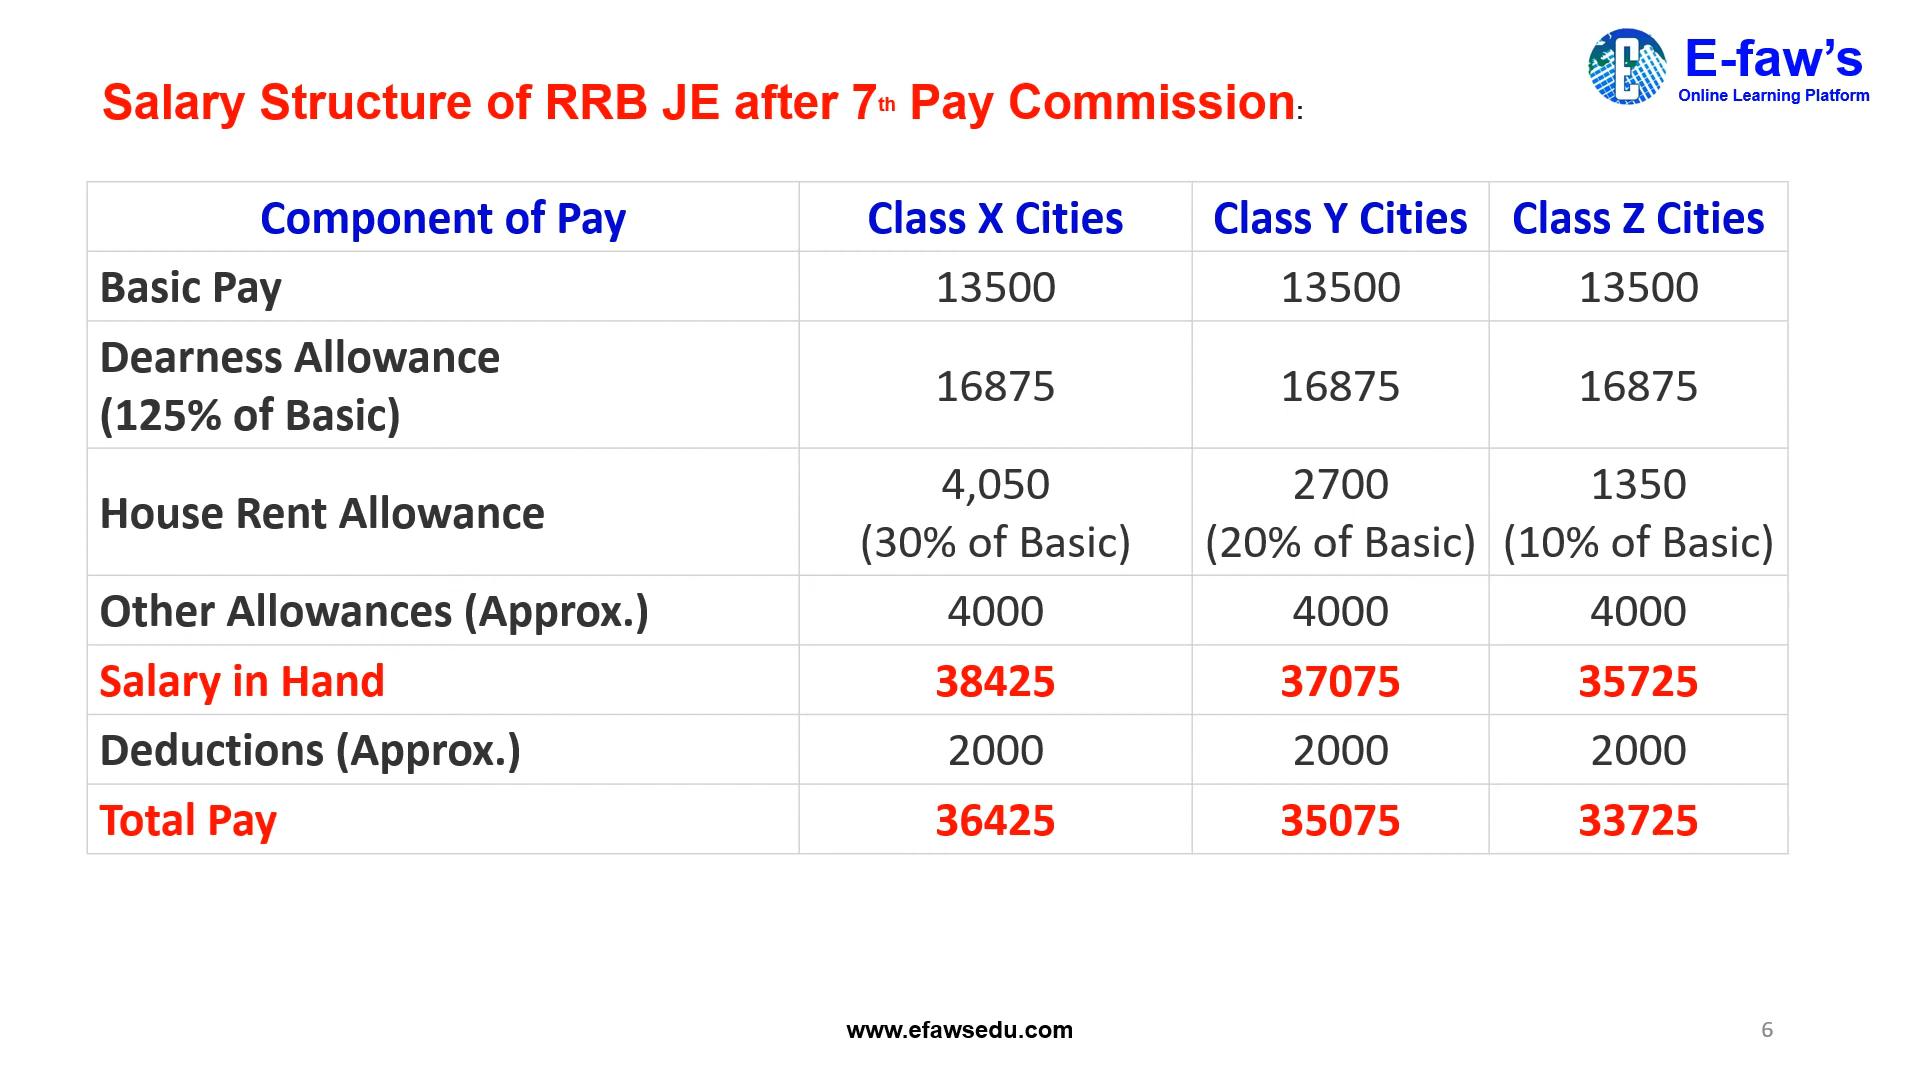 E-faw’s
Online Learning Platform
Salary Structure of RRB JE after 7th Pay Commission:
Component of Pay Class X Cities Class Y Cities Class Z Cities
Basic Pay 13500 13500 13500
Dearness Allowance
(125% of Basic) 16875 16875 16875
House Rent Allowance 4,050 2700 1350
(30% of Basic) (20% of Basic) (10% of Basic)
Other Allowances (Approx.) 4000 4000 4000
Salary in Hand 38425 37075 35725
Deductions (Approx.) 2000 2000 2000
Total Pay 36425 35075 33725
www.efawsedu.com 6